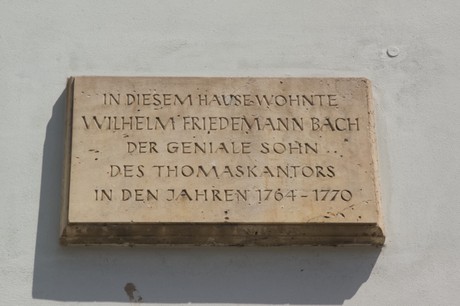 IN DIESEM HAUSE WOHNTE
WILHELM FRIEDEMANN BACH
DER GENIALE SOHN
DES THOMASKANTORS
IN DEN JAHREN 1764-1770